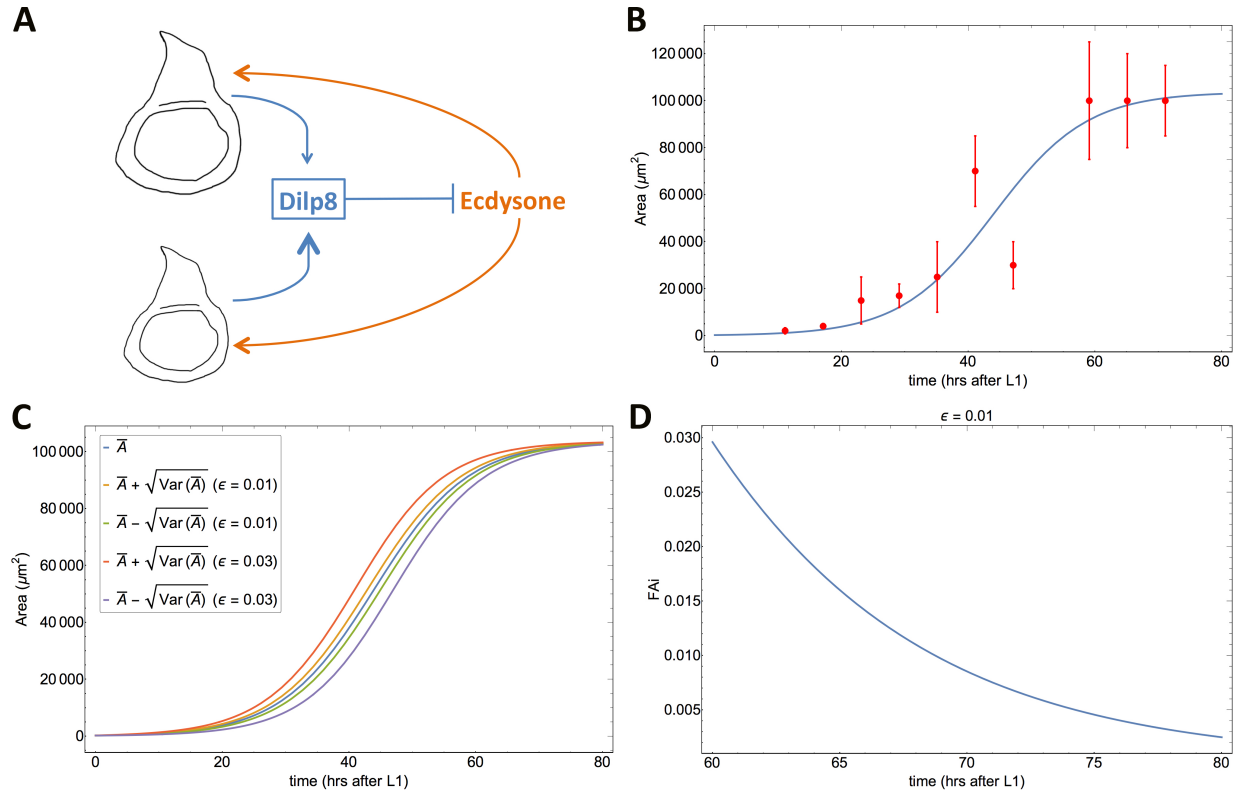 A
Dilp8
Ecdysone
B
120 000
100 000
80 000
60 000
40 000
20 000
0
Area (μm²)
0 20 40 60 80
time (hrs after L1)
C
100 000
80 000
60 000
40 000
20 000
0
Area (μm²)
A̅
A̅ + √Var (A̅) (ϵ = 0.01)
A̅ − √Var (A̅) (ϵ = 0.01)
A̅ + √Var (A̅) (ϵ = 0.03)
A̅ − √Var (A̅) (ϵ = 0.03)
0 20 40 60 80
time (hrs after L1)
D
ϵ = 0.01
0.030
0.025
0.020
0.015
0.010
0.005
FAi
60 65 70 75 80
time (hrs after L1)